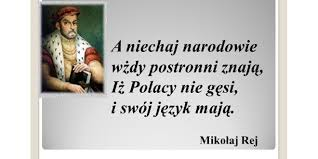 A niechaj narodowie
wżdy postronni znają,
Iż Polacy nie gęsi,
i swój język mają.
Mikołaj Rej